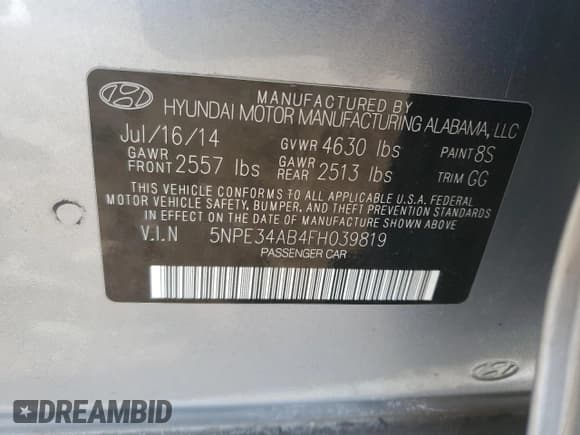 MANUFACTURED BY
HYUNDAI MOTOR MANUFACTURING ALABAMA, LLC
Jul/16/14 GVWR 4630 lbs PAINT 8S
GAWR FRONT 2557 lbs GAWR REAR 2513 lbs TRIM GG
THIS VEHICLE CONFORMS TO ALL APPLICABLE U.S.A. FEDERAL
MOTOR VEHICLE SAFETY, BUMPER, AND THEFT PREVENTION STANDARDS
IN EFFECT ON THE DATE OF MANUFACTURE SHOWN ABOVE
V.I.N 5NPE34AB4FH039819
PASSENGER CAR
DREAMBID